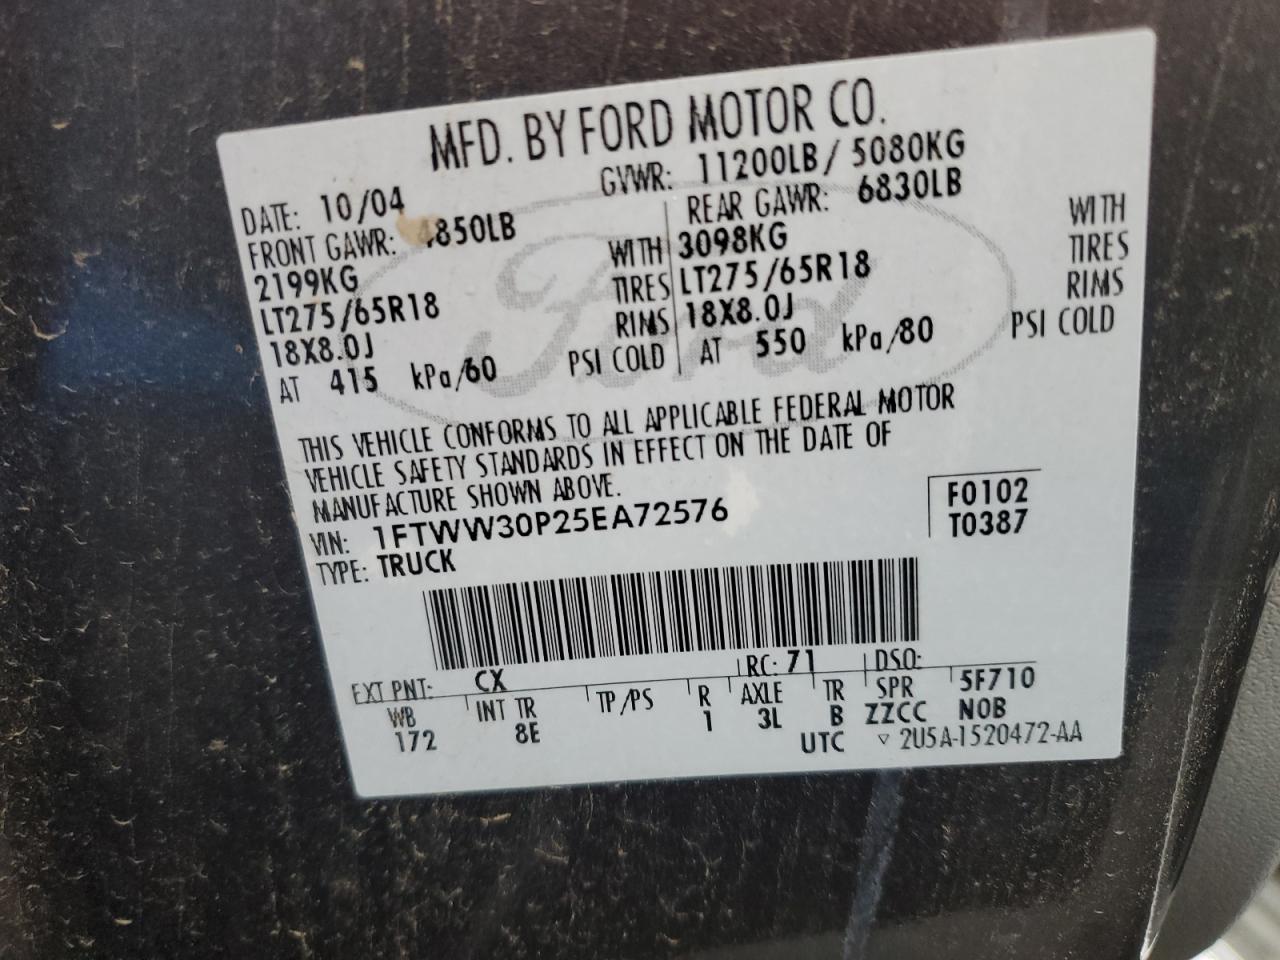 MFD. BY FORD MOTOR CO.
DATE: 10/04 GVWR: 11200LB / 5080KG
FRONT GAWR: 4850LB REAR GAWR: 6830LB
2199KG WITH 3098KG WITH
LT275/65R18 TIRES LT275/65R18 TIRES
18X8.0J RIMS 18X8.0J RIMS
AT 415 kPa/60 PSI COLD AT 550 kPa/80 PSI COLD
Ford
THIS VEHICLE CONFORMS TO ALL APPLICABLE FEDERAL MOTOR
VEHICLE SAFETY STANDARDS IN EFFECT ON THE DATE OF
MANUFACTURE SHOWN ABOVE.
VIN: 1FTWW30P25EA72576 F0102
TYPE: TRUCK T0387
EXT PNT: CX RC: 71 DSO:
WB INT TR TP/PS R AXLE TR SPR 5F710
172 8E 1 3L B ZZCC NOB
UTC ▽ 2U5A-1520472-AA